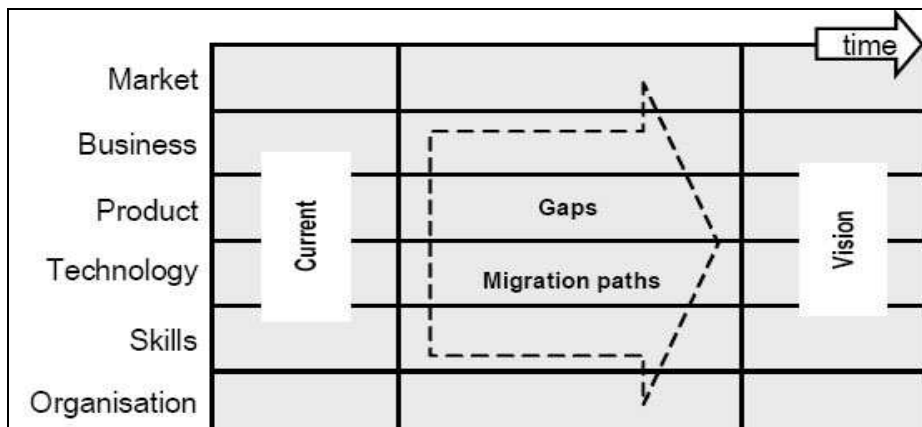 time
Market
Business
Product
Technology
Skills
Organisation
Current
Gaps
Migration paths
Vision